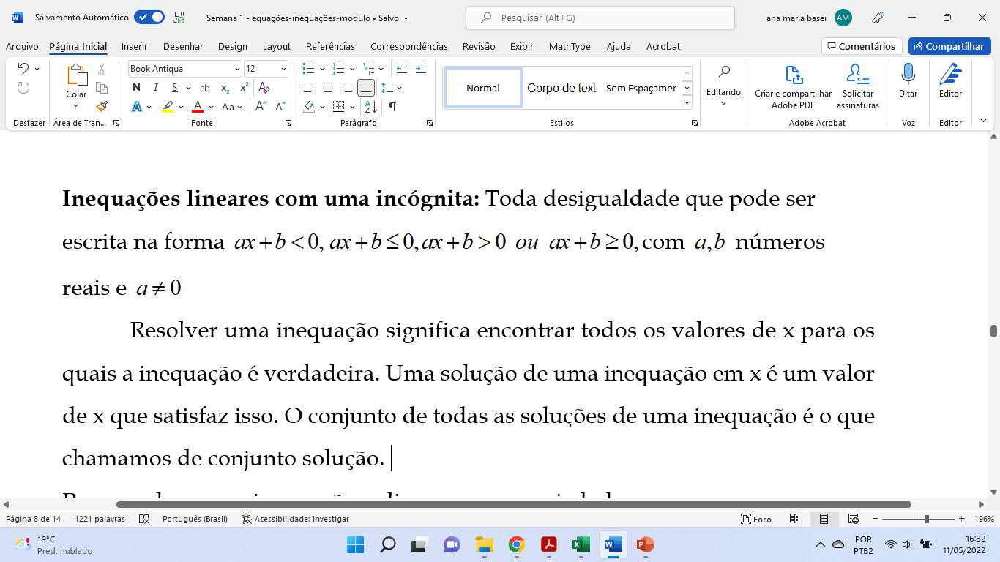 Salvamento Automático
Semana 1 - equações-inequações-modulo • Salvo
Pesquisar (Alt+G)
ana maria basei
AM
Arquivo Página Inicial Inserir Desenhar Design Layout Referências Correspondências Revisão Exibir MathType Ajuda Acrobat
Comentários
Compartilhar
Book Antiqua 12
Colar
N I S ab x₂ x²
A A Aa A A
Normal
Corpo de text
Sem Espaçamer
Editando
Criar e compartilhar
Adobe PDF
Solicitar
assinaturas
Ditar
Editor
Desfazer Área de Tran... Fonte Parágrafo Estilos Adobe Acrobat Voz Editor
Inequações lineares com uma incógnita: Toda desigualdade que pode ser
escrita na forma ax + b < 0, ax + b ≤ 0, ax + b > 0 ou ax + b ≥ 0, com a, b números
reais e a ≠ 0
Resolver uma inequação significa encontrar todos os valores de x para os
quais a inequação é verdadeira. Uma solução de uma inequação em x é um valor
de x que satisfaz isso. O conjunto de todas as soluções de uma inequação é o que
chamamos de conjunto solução.
Página 8 de 14 1221 palavras Português (Brasil) Acessibilidade: investigar Foco 196%
19°C
Pred. nublado
POR
PTB2
16:32
11/05/2022